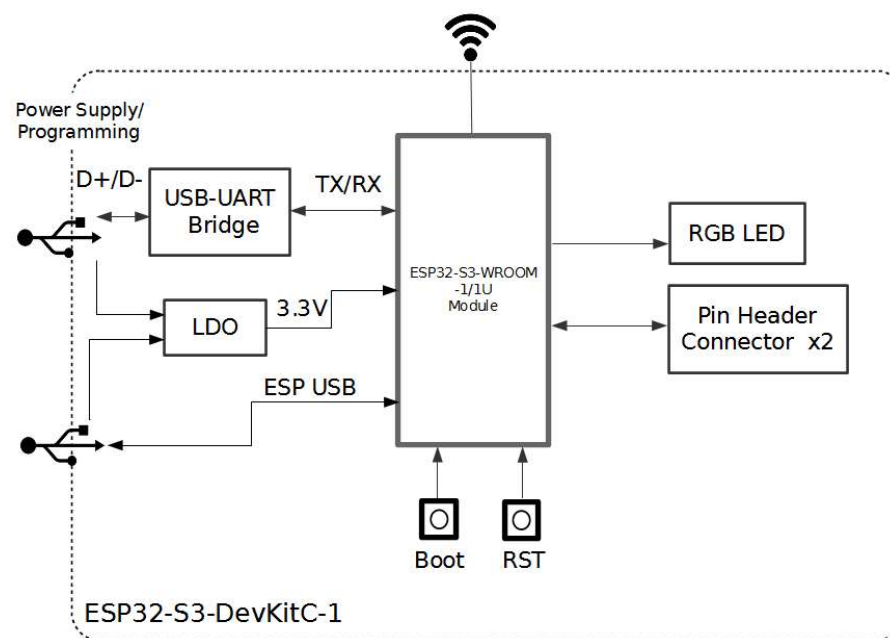 Power Supply/
Programming
D+/D-
USB-UART
Bridge
TX/RX
ESP32-S3-WROOM
-1/1U
Module
RGB LED
LDO
3.3V
Pin Header
Connector x2
ESP USB
Boot
RST
ESP32-S3-DevKitC-1